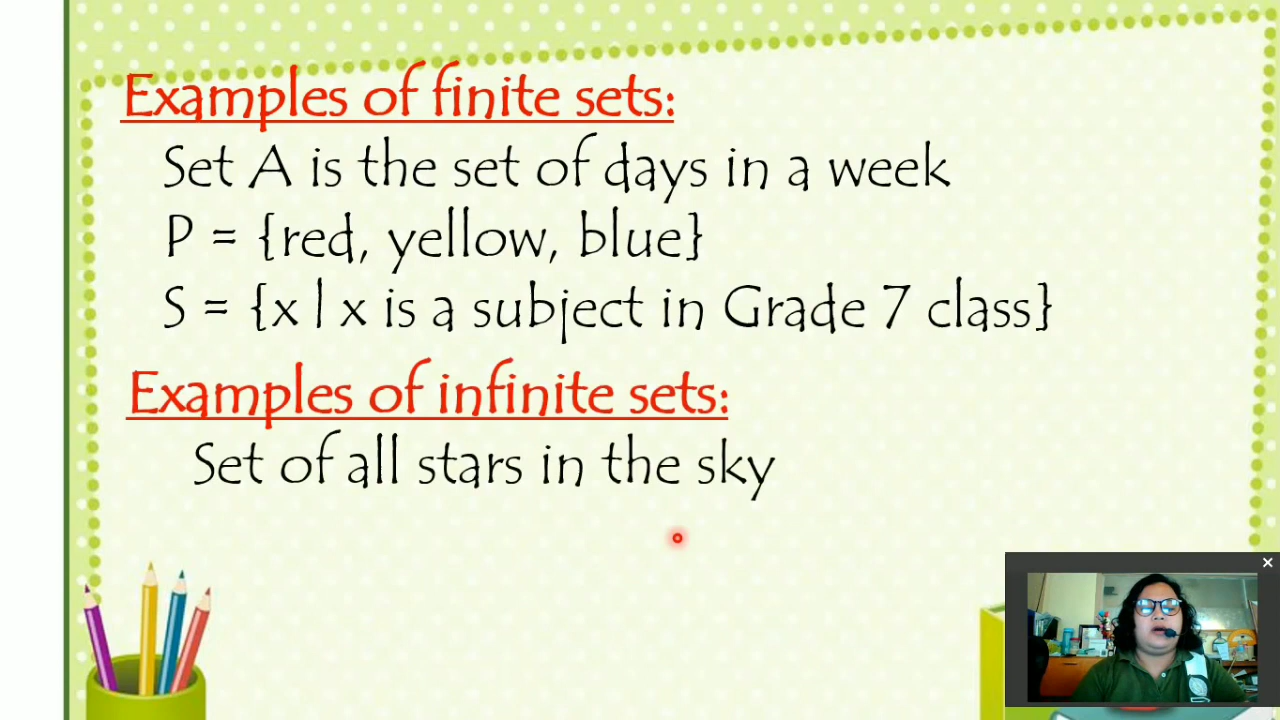 Examples of finite sets:
Set A is the set of days in a week
P = {red, yellow, blue}
S = {x | x is a subject in Grade 7 class}
Examples of infinite sets:
Set of all stars in the sky